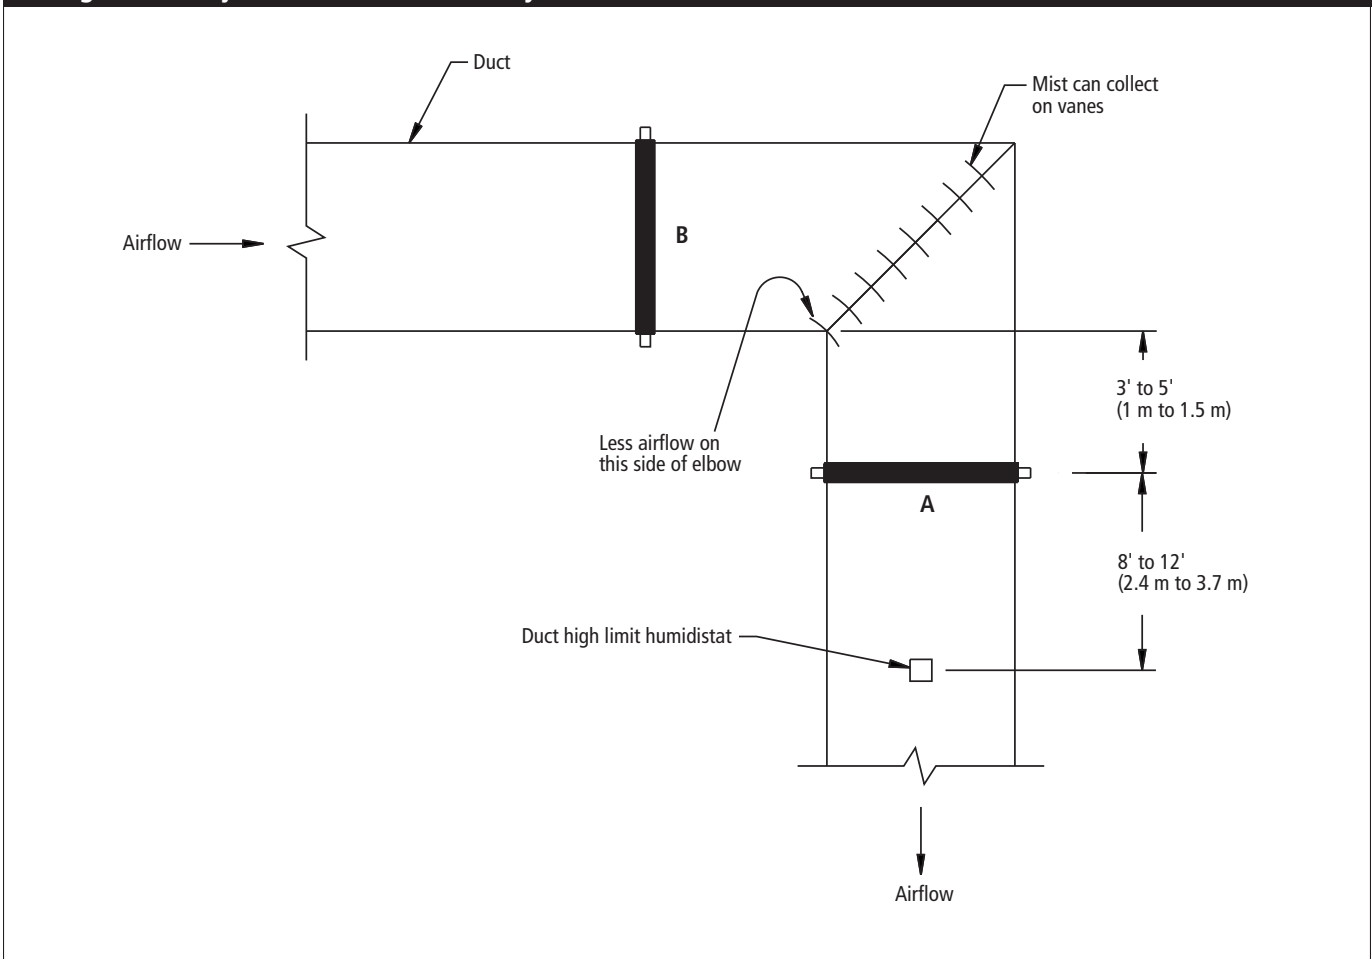 Duct
Mist can collect
on vanes
Airflow
B
3' to 5'
(1 m to 1.5 m)
Less airflow on
this side of elbow
A
8' to 12'
(2.4 m to 3.7 m)
Duct high limit humidistat
Airflow